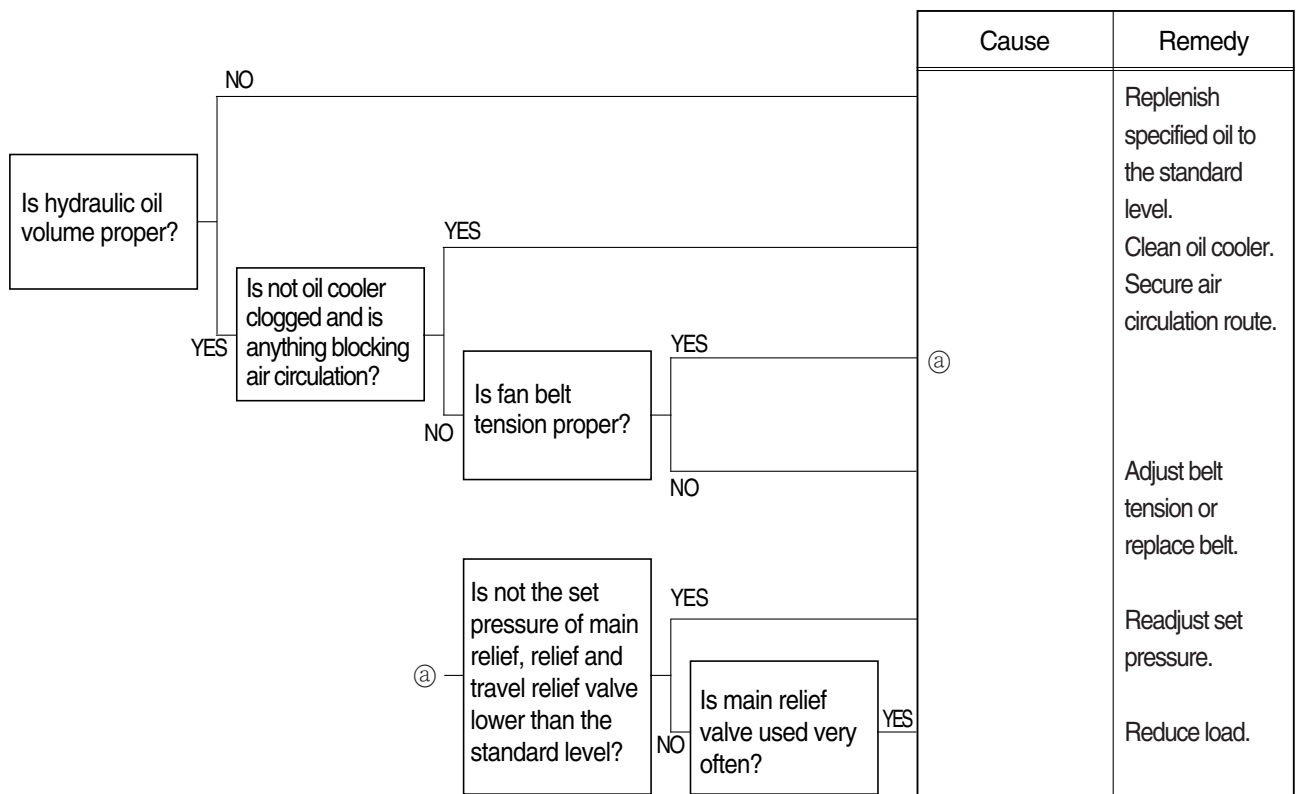 Cause
Remedy
NO
Replenish
specified oil to
the standard
level.
Is hydraulic oil
volume proper?
YES
Clean oil cooler.
Secure air
circulation route.
YES
Is not oil cooler
clogged and is
anything blocking
air circulation?
YES
ⓐ
NO
Is fan belt
tension proper?
NO
Adjust belt
tension or
replace belt.
ⓐ
Is not the set
pressure of main
relief, relief and
travel relief valve
lower than the
standard level?
YES
Readjust set
pressure.
NO
Is main relief
valve used very
often?
YES
Reduce load.